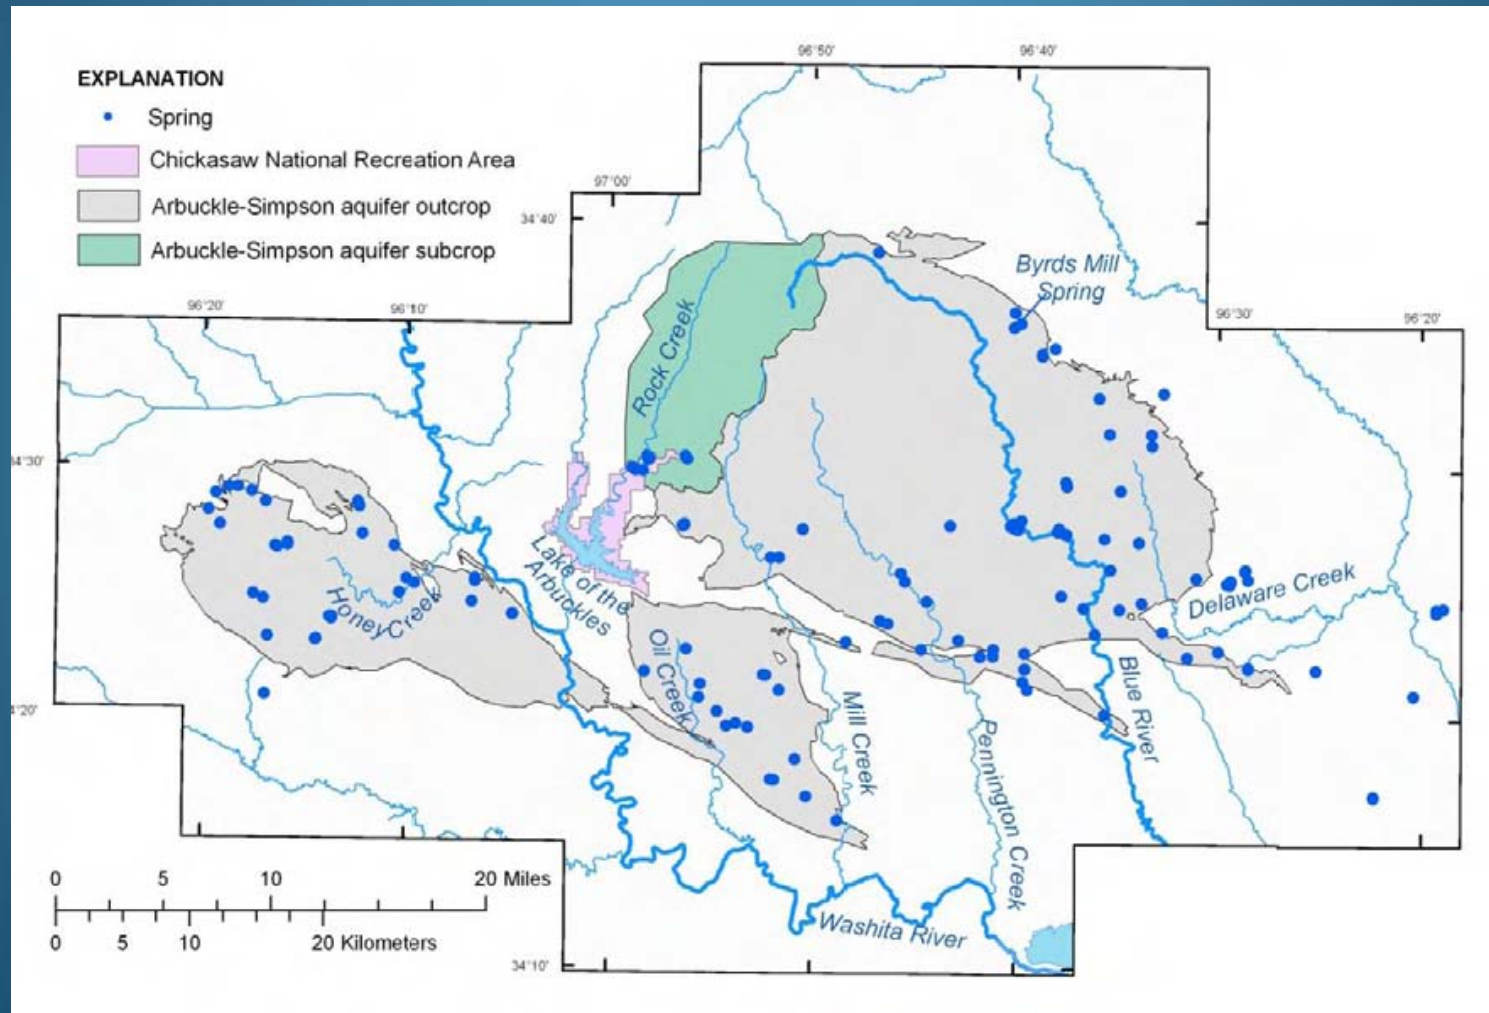 96°50'
96°40'
EXPLANATION
Spring
Chickasaw National Recreation Area
Arbuckle-Simpson aquifer outcrop
Arbuckle-Simpson aquifer subcrop
97°00'
34°40'
Byrds Mill
Spring
96°20'
96°10'
96°30'
96°20'
Rock Creek
4°30'
Lake of the
Arbuckles
Honey Creek
Delaware Creek
Oil Creek
Mill Creek
Pennington Creek
Blue River
4°20'
0 5 10 20 Miles
0 5 10 20 Kilometers
Washita River
34°10'